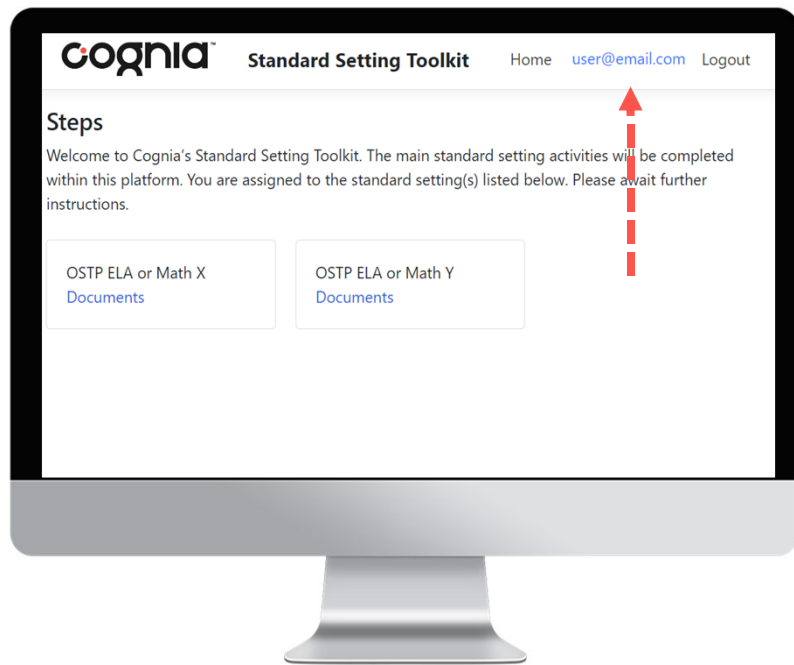 cognia™ Standard Setting Toolkit Home user@email.com Logout
Steps
Welcome to Cognia's Standard Setting Toolkit. The main standard setting activities will be completed
within this platform. You are assigned to the standard setting(s) listed below. Please await further
instructions.
OSTP ELA or Math X
Documents
OSTP ELA or Math Y
Documents